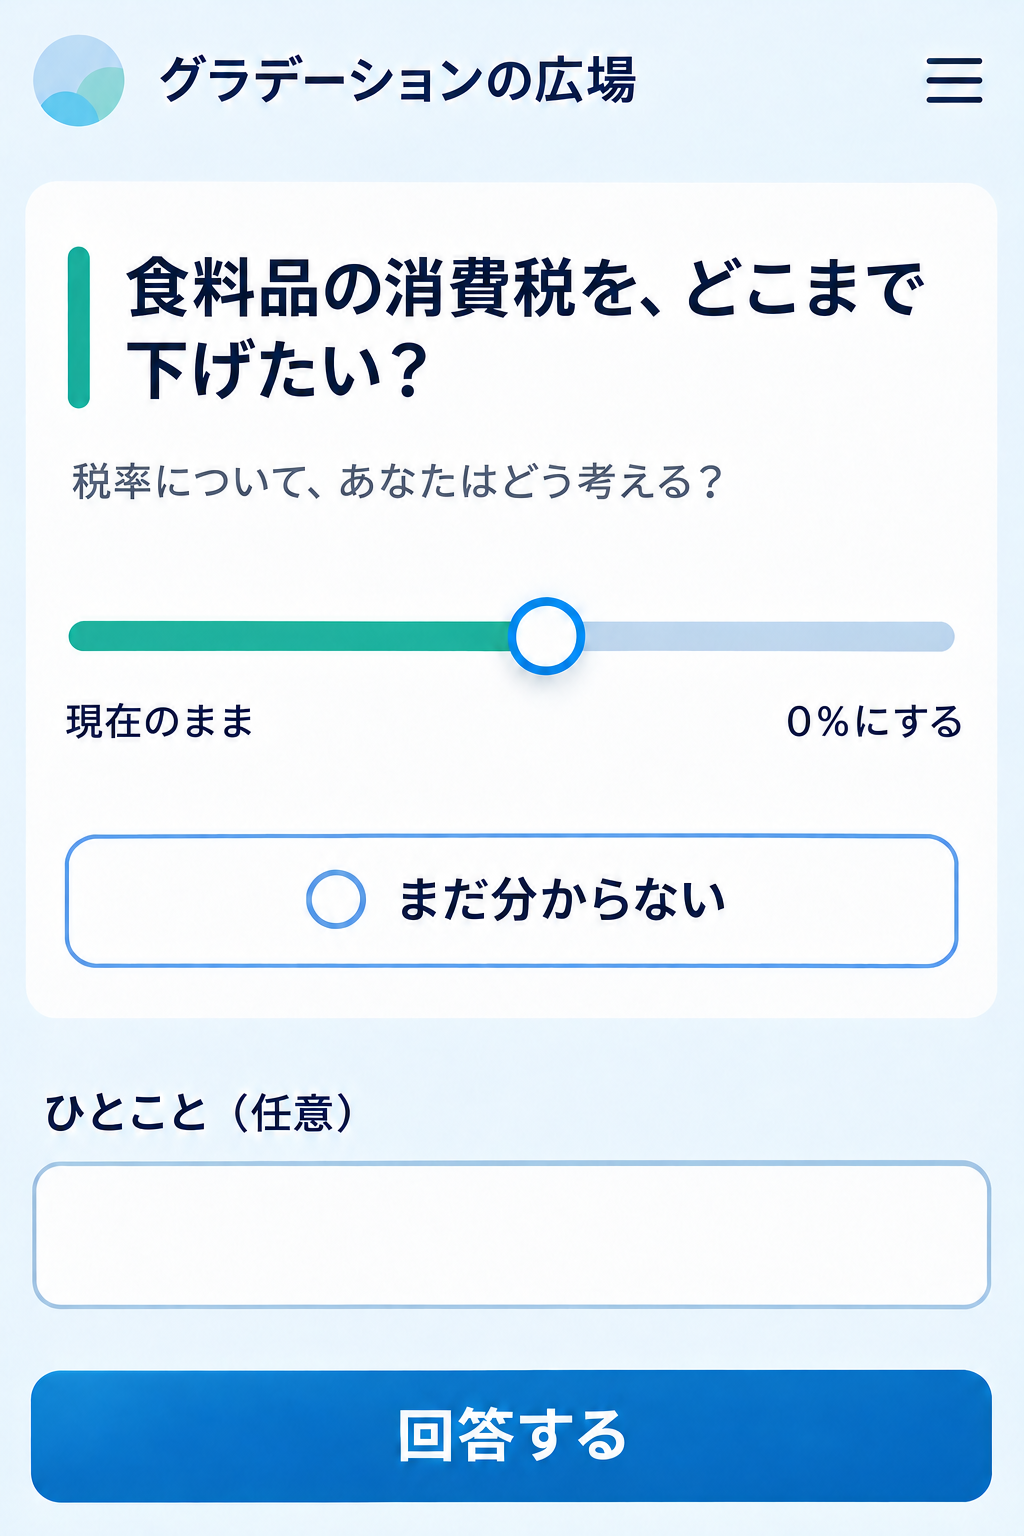 グラデーションの広場
食料品の消費税を、どこまで
下げたい？
税率について、あなたはどう考える？
現在のまま
0％にする
まだ分からない
ひとこと（任意）
回答する